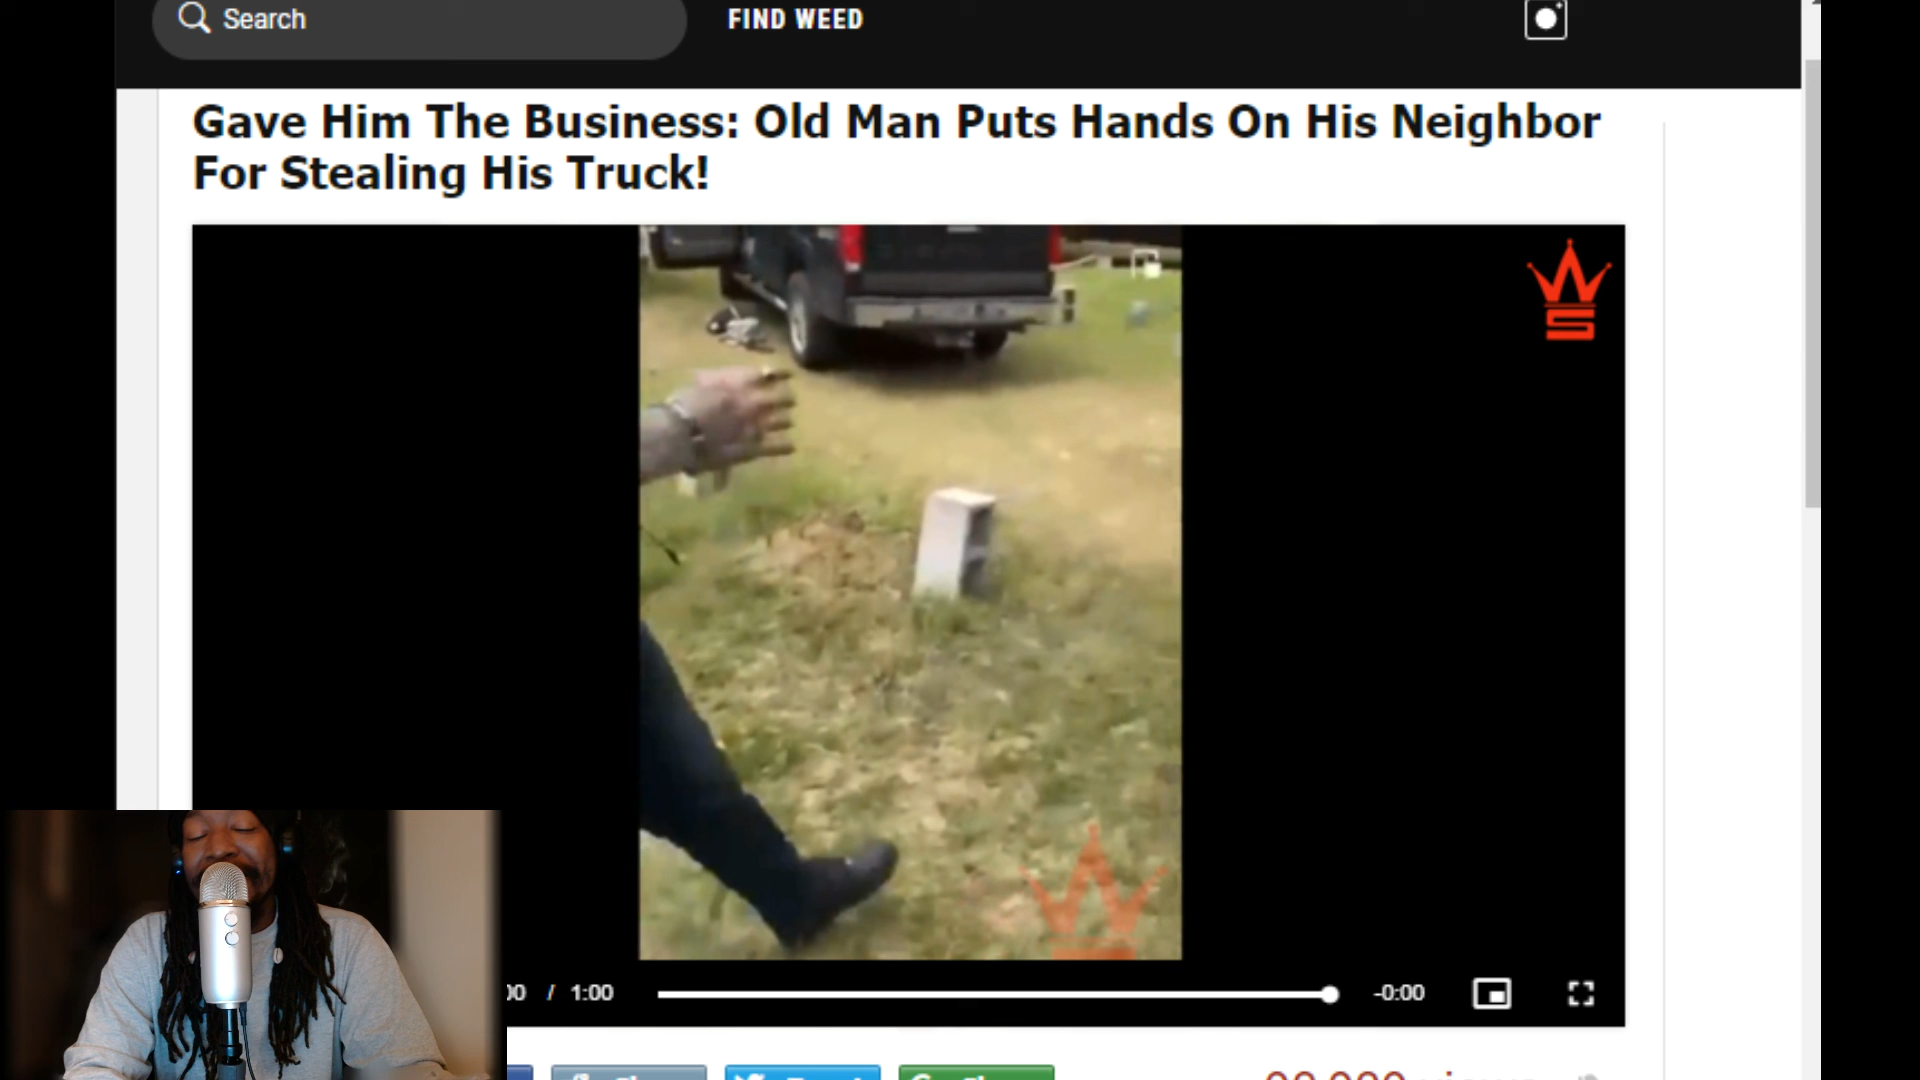 Search
FIND WEED
Gave Him The Business: Old Man Puts Hands On His Neighbor
For Stealing His Truck!
WS
/ 1:00
-0:00